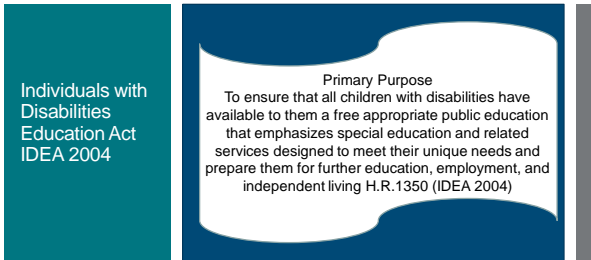 Individuals with
Disabilities
Education Act
IDEA 2004
Primary Purpose
To ensure that all children with disabilities have
available to them a free appropriate public education
that emphasizes special education and related
services designed to meet their unique needs and
prepare them for further education, employment, and
independent living H.R.1350 (IDEA 2004)